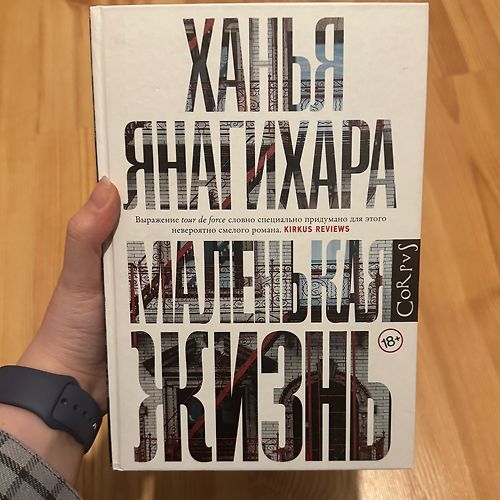 ХАНЬЯ
ЯНАГИХАРА
Выражение tour de force словно специально придумано для этого
невероятно смелого романа. KIRKUS REVIEWS
МАЛЕНЬКАЯ
ЖИЗНЬ
CORPVS
18+